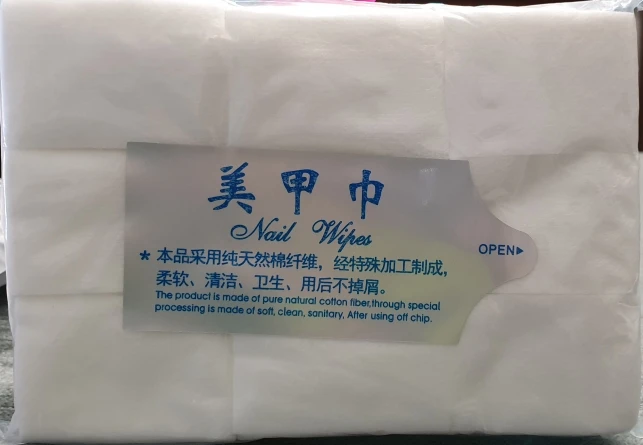 美甲巾
Nail Wipes
OPEN▶
* 本品采用纯天然棉纤维，经特殊加工制成，
柔软、清洁、卫生、用后不掉屑。
The product is made of pure natural cotton fiber,through special
processing is made of soft, clean, sanitary, After using off chip.